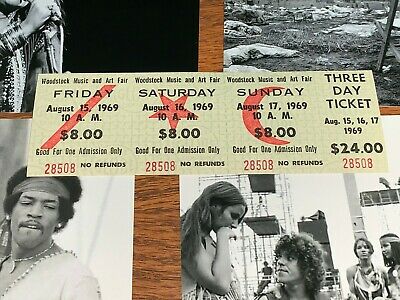 Woodstock Music and Art Fair
FRIDAY
August 15, 1969
10 A. M.
$8.00
Good For One Admission Only
28508 NO REFUNDS
Woodstock Music and Art Fair
SATURDAY
August 16, 1969
10 A. M.
$8.00
Good For One Admission Only
28508 NO REFUNDS
Woodstock Music and Art Fair
SUNDAY
August 17, 1969
10 A. M.
$8.00
Good For One Admission Only
28508 NO REFUNDS
THREE
DAY
TICKET
Aug. 15, 16, 17
1969
$24.00
28508